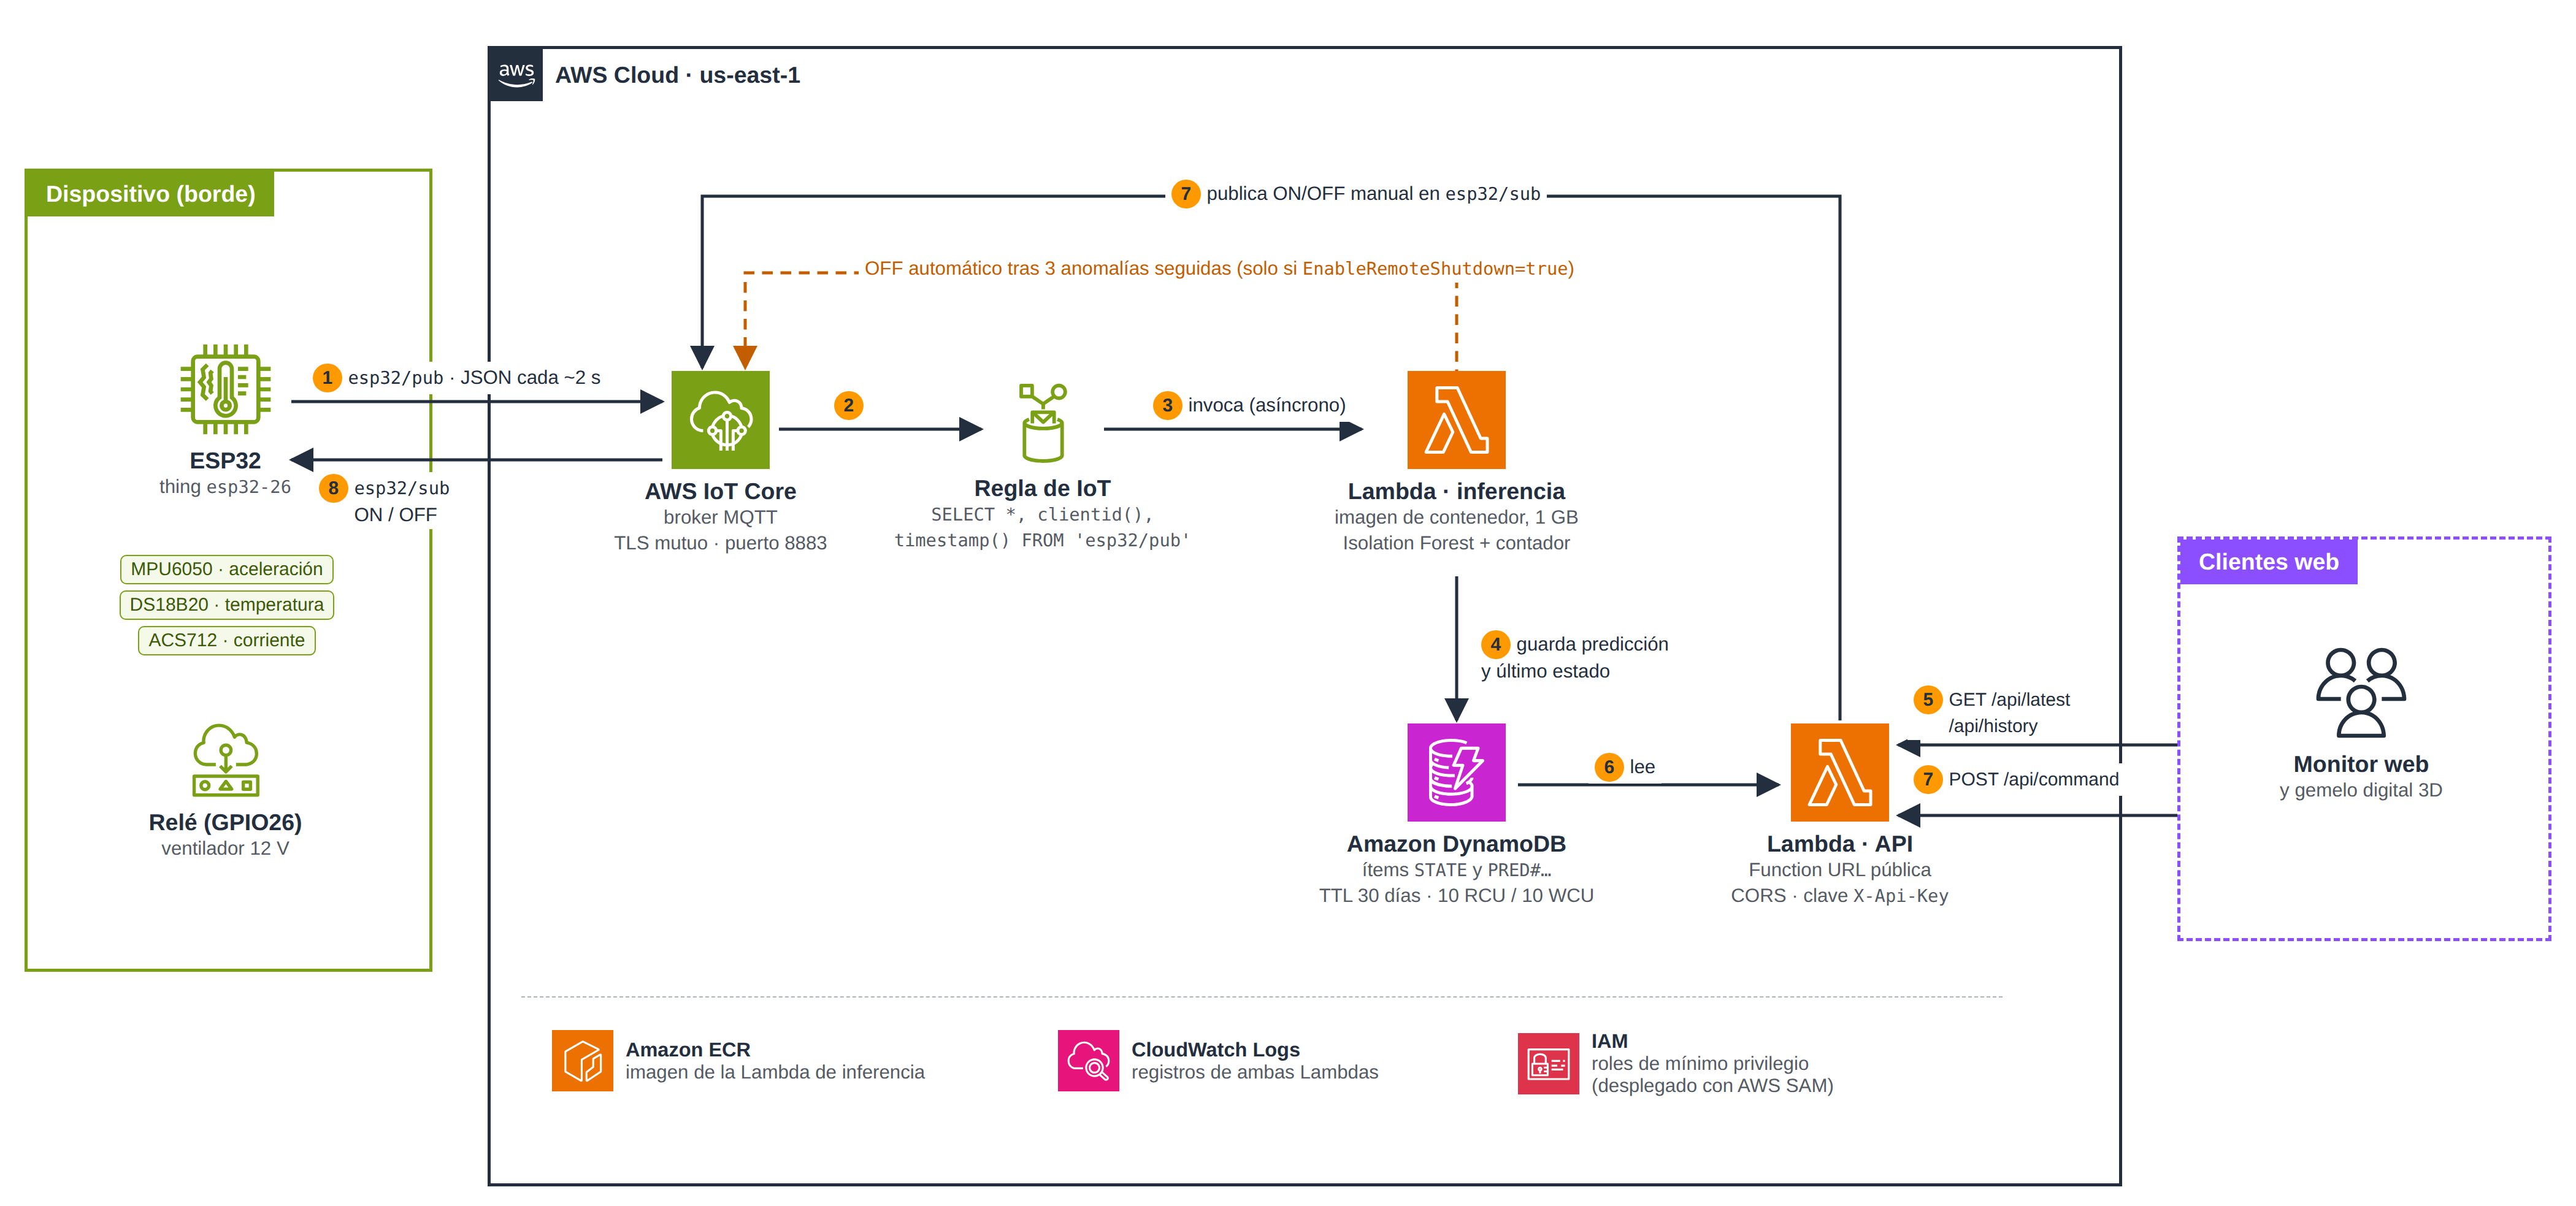 aws
AWS Cloud · us-east-1
Dispositivo (borde)
7 publica ON/OFF manual en esp32/sub
OFF automático tras 3 anomalías seguidas (solo si EnableRemoteShutdown=true)
1 esp32/pub · JSON cada ~2 s
2
3 invoca (asíncrono)
ESP32
thing esp32-26
8 esp32/sub
ON / OFF
AWS IoT Core
broker MQTT
TLS mutuo · puerto 8883
Regla de IoT
SELECT *, clientid(),
timestamp() FROM 'esp32/pub'
Lambda · inferencia
imagen de contenedor, 1 GB
Isolation Forest + contador
MPU6050 · aceleración
DS18B20 · temperatura
ACS712 · corriente
Clientes web
4 guarda predicción
y último estado
5 GET /api/latest
/api/history
6 lee
7 POST /api/command
Monitor web
y gemelo digital 3D
Relé (GPIO26)
ventilador 12 V
Amazon DynamoDB
ítems STATE y PRED#…
TTL 30 días · 10 RCU / 10 WCU
Lambda · API
Function URL pública
CORS · clave X-Api-Key
Amazon ECR
imagen de la Lambda de inferencia
CloudWatch Logs
registros de ambas Lambdas
IAM
roles de mínimo privilegio
(desplegado con AWS SAM)